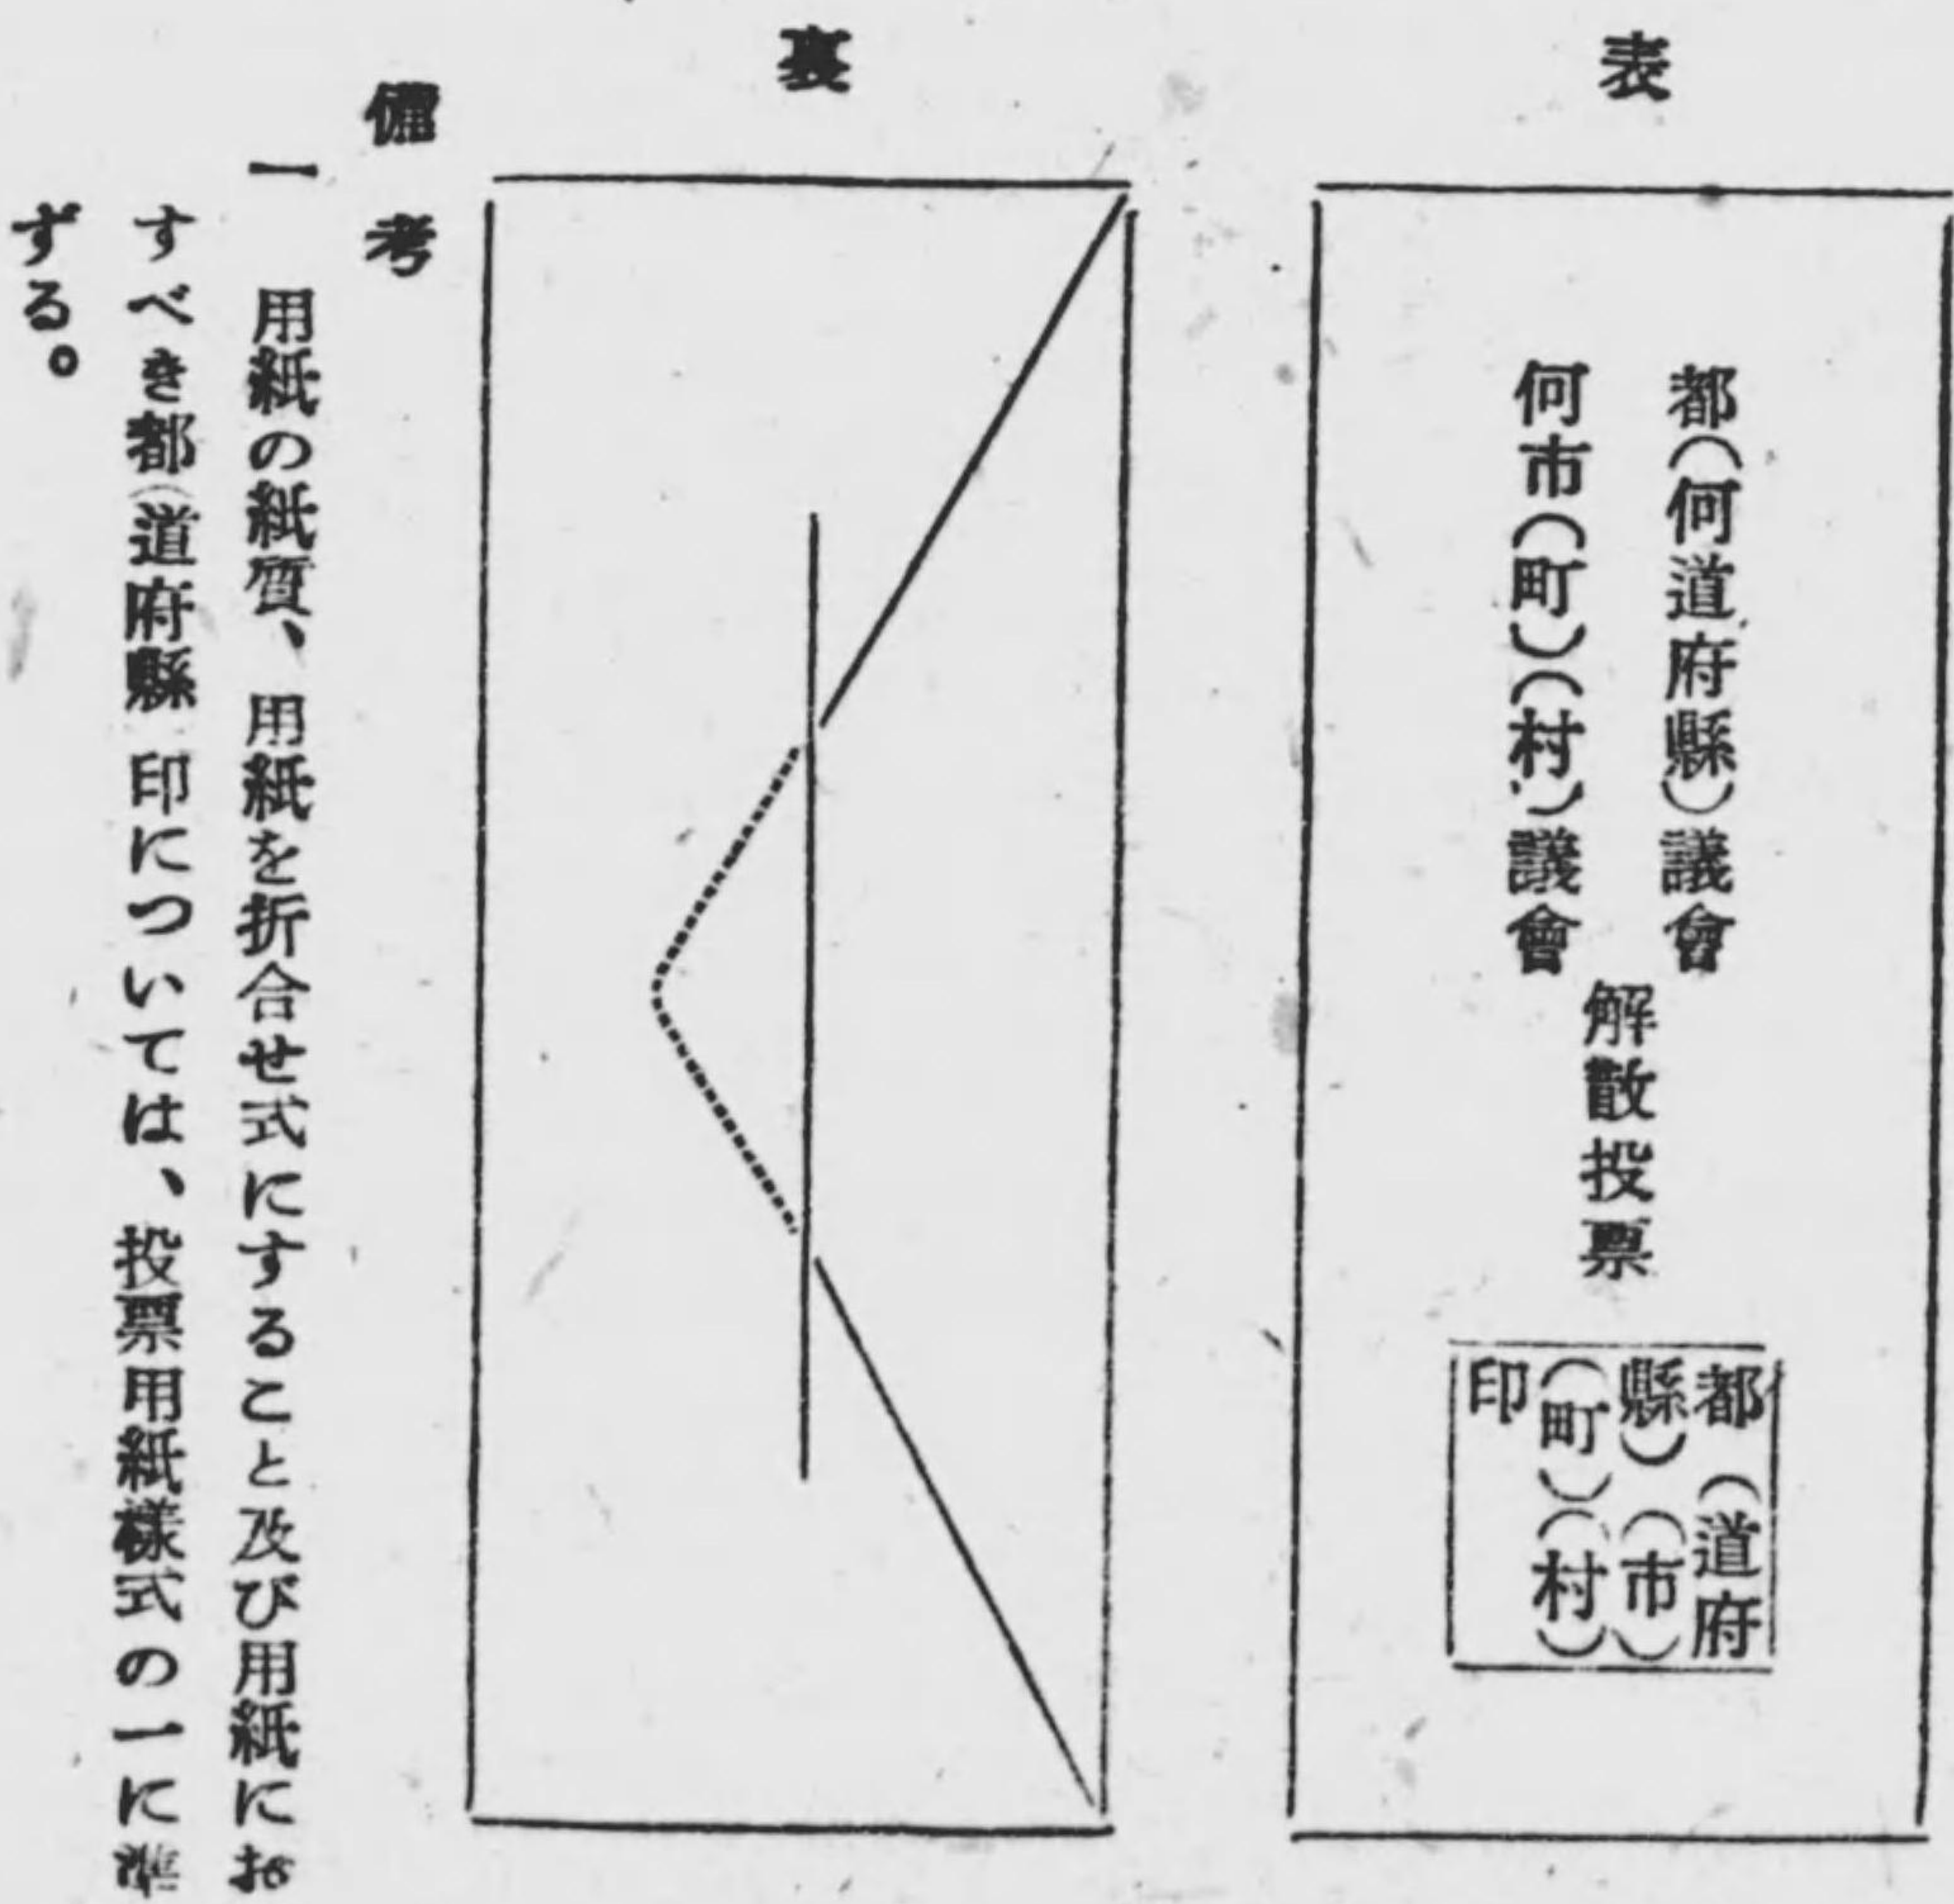 表
都(何道府縣)議會
何市(町)(村)議會
解散投票
都(道府
縣)(市)
(町)(村)
印
裏
備考
一 用紙の紙質、用紙を折合せ式にすること及び用紙にお
すべき都(道府縣 印については、投票用紙樣式の一に準
ずる。